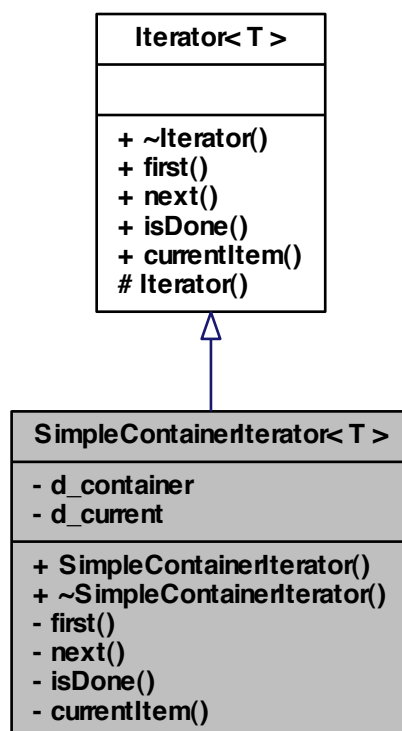 Iterator< T >
+ ~Iterator()
+ first()
+ next()
+ isDone()
+ currentItem()
# Iterator()
SimpleContainerIterator< T >
- d_container
- d_current
+ SimpleContainerIterator()
+ ~SimpleContainerIterator()
- first()
- next()
- isDone()
- currentItem()